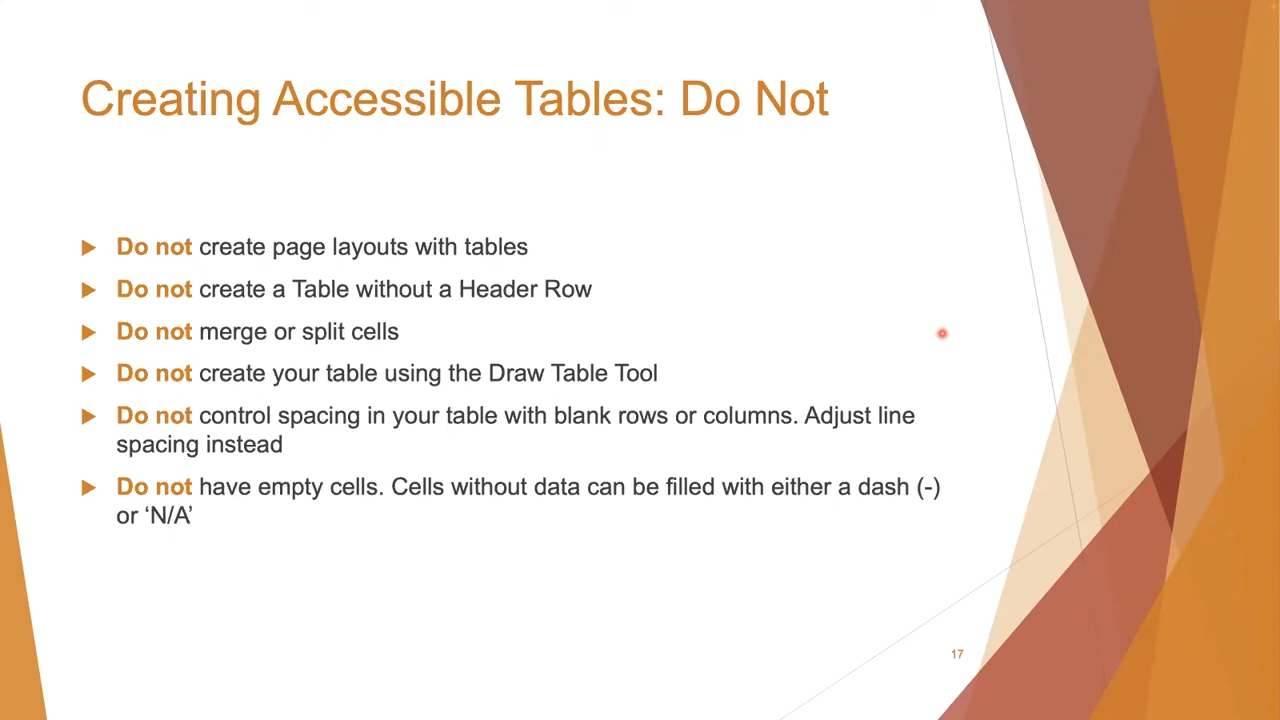 Creating Accessible Tables: Do Not
Do not create page layouts with tables
Do not create a Table without a Header Row
Do not merge or split cells
Do not create your table using the Draw Table Tool
Do not control spacing in your table with blank rows or columns. Adjust line
spacing instead
Do not have empty cells. Cells without data can be filled with either a dash (-)
or ‘N/A’
17